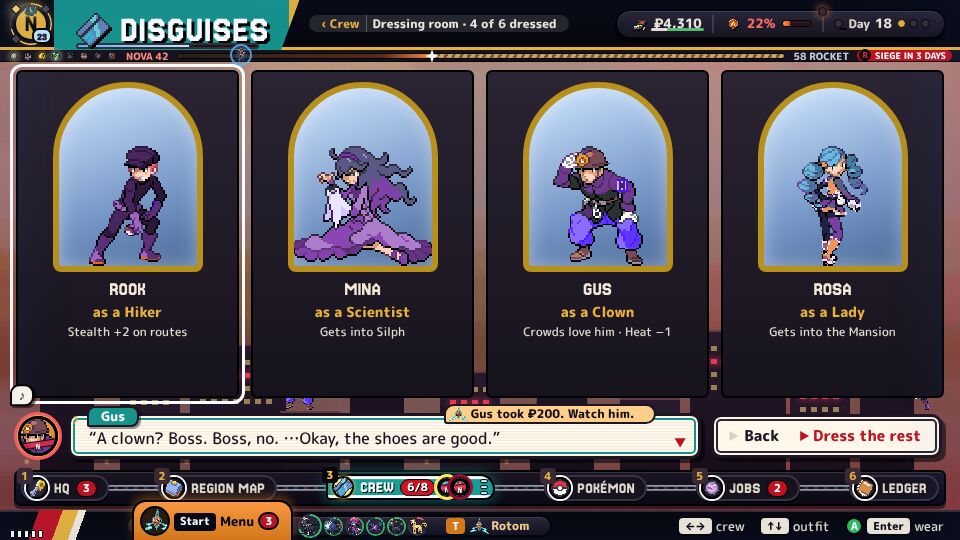 N
23
DISGUISES
‹ Crew
Dressing room · 4 of 6 dressed
₽4,310
22%
Day 18
NOVA 42
58 ROCKET
R SIEGE IN 3 DAYS
ROOK
as a Hiker
Stealth +2 on routes
MINA
as a Scientist
Gets into Silph
GUS
as a Clown
Crowds love him · Heat −1
ROSA
as a Lady
Gets into the Mansion
♪
Gus
Gus took ₽200. Watch him.
“A clown? Boss. Boss, no. ···Okay, the shoes are good.”
Back
Dress the rest
1 HQ 3
2 REGION MAP
3 CREW 6/8
4 POKÉMON
5 JOBS 2
6 LEDGER
Start Menu 3
T Rotom
←→ crew
↑↓ outfit
A Enter wear